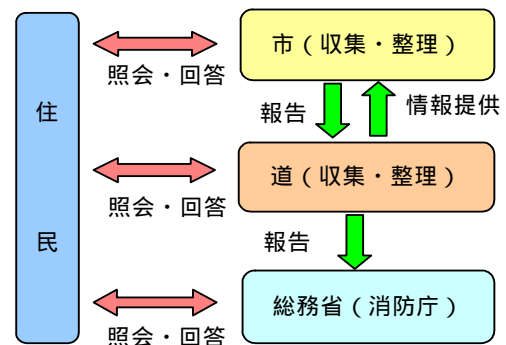 住
民
市（収集・整理）
照会・回答
報告
情報提供
道（収集・整理）
照会・回答
報告
総務省（消防庁）
照会・回答